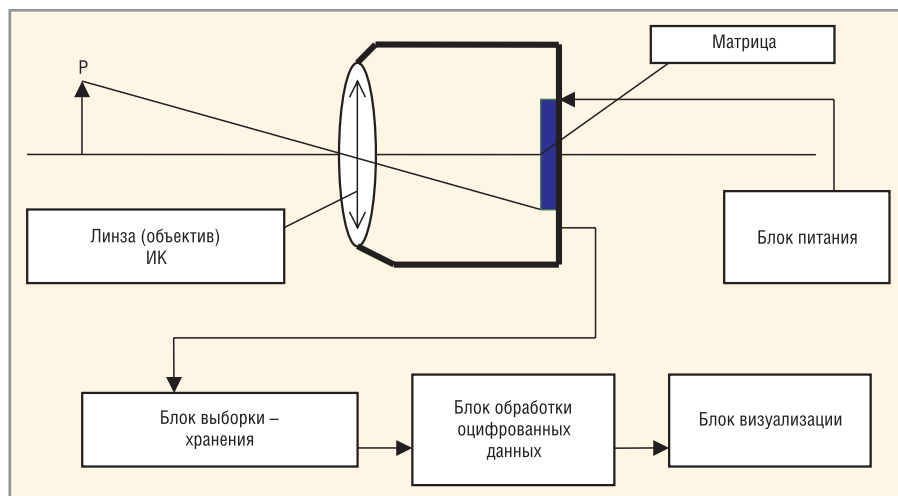 Матрица
P
Линза (объектив)
ИК
Блок питания
Блок выборки –
хранения
Блок обработки
оцифрованных
данных
Блок визуализации